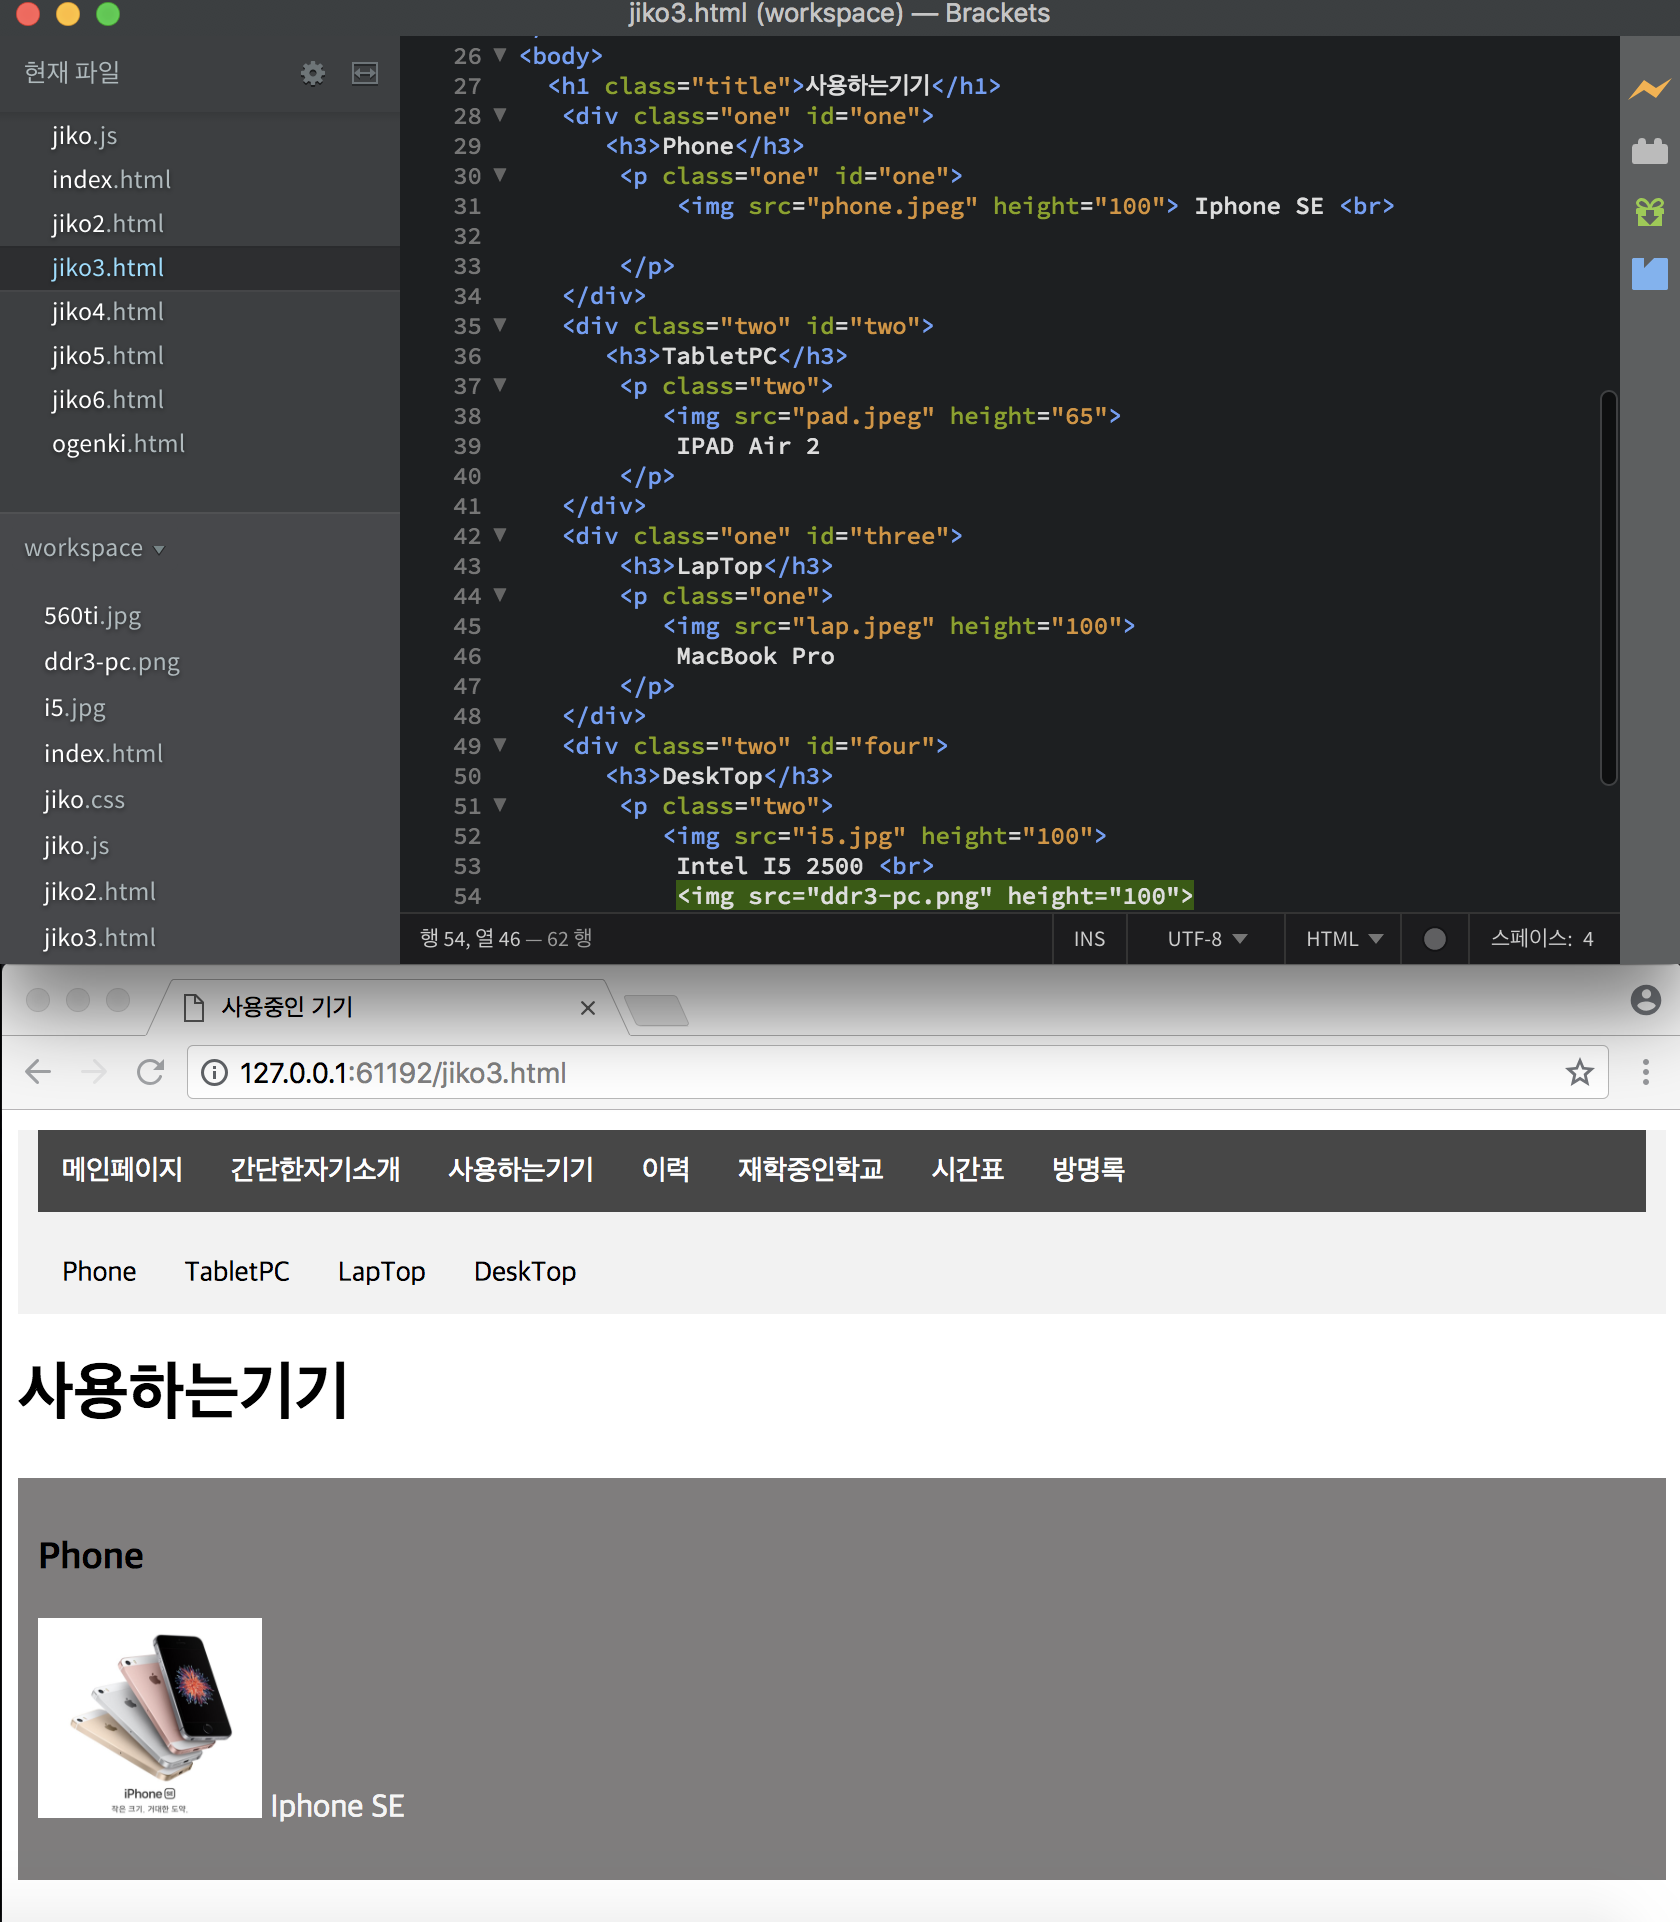 jiko3.html (workspace) — Brackets
현재 파일
jiko.js
index.html
jiko2.html
jiko3.html
jiko4.html
jiko5.html
jiko6.html
ogenki.html
workspace
560ti.jpg
ddr3-pc.png
i5.jpg
index.html
jiko.css
jiko.js
jiko2.html
jiko3.html
26 <body>
27 <h1 class="title">사용하는기기</h1>
28 <div class="one" id="one">
29 <h3>Phone</h3>
30 <p class="one" id="one">
31 <img src="phone.jpeg" height="100"> Iphone SE <br>
32
33 </p>
34 </div>
35 <div class="two" id="two">
36 <h3>TabletPC</h3>
37 <p class="two">
38 <img src="pad.jpeg" height="65">
39 IPAD Air 2
40 </p>
41 </div>
42 <div class="one" id="three">
43 <h3>LapTop</h3>
44 <p class="one">
45 <img src="lap.jpeg" height="100">
46 MacBook Pro
47 </p>
48 </div>
49 <div class="two" id="four">
50 <h3>DeskTop</h3>
51 <p class="two">
52 <img src="i5.jpg" height="100">
53 Intel I5 2500 <br>
54 <img src="ddr3-pc.png" height="100">
행 54, 열 46 — 62 행 INS UTF-8 HTML 스페이스: 4
사용중인 기기
127.0.0.1:61192/jiko3.html
메인페이지 간단한자기소개 사용하는기기 이력 재학중인학교 시간표 방명록
Phone TabletPC LapTop DeskTop
사용하는기기
Phone
iPhone SE
작은 크기, 거대한 도약.
Iphone SE